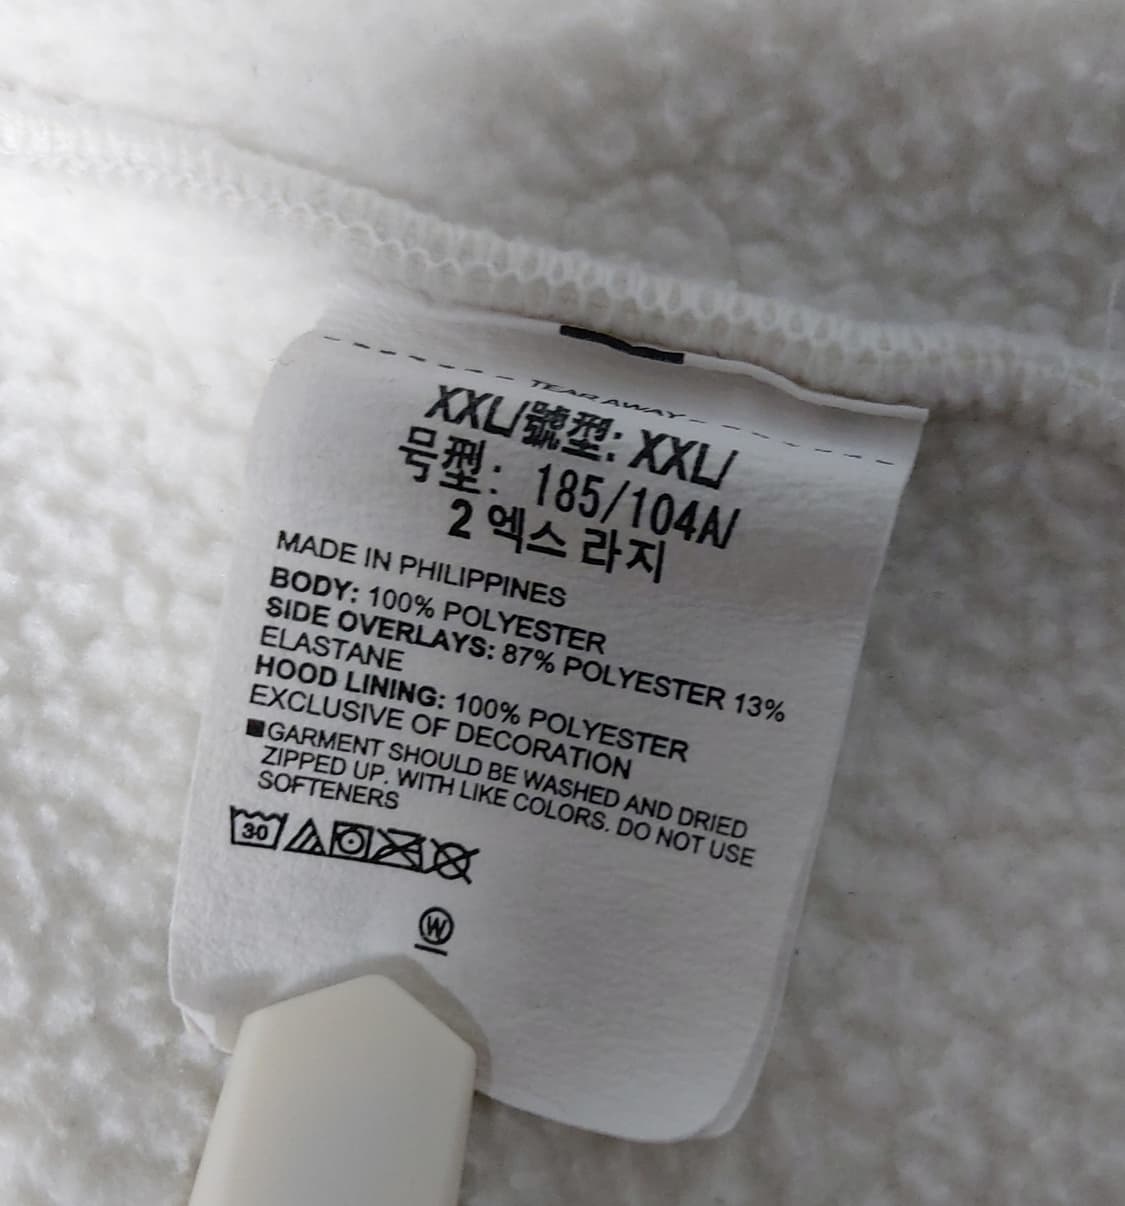 TEAR AWAY
XXL/號型: XXL/
号型: 185/104A/
2 엑스 라지
MADE IN PHILIPPINES
BODY: 100% POLYESTER
SIDE OVERLAYS: 87% POLYESTER 13%
ELASTANE
HOOD LINING: 100% POLYESTER
EXCLUSIVE OF DECORATION
■GARMENT SHOULD BE WASHED AND DRIED
ZIPPED UP. WITH LIKE COLORS. DO NOT USE
SOFTENERS
30
W